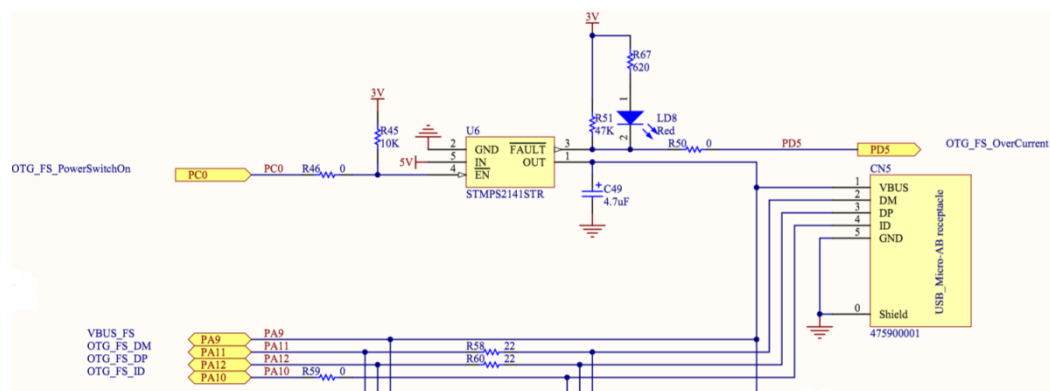 3V
R67
620
3V
1
R51
47K
LD8
Red
2
R45
10K
U6
2 GND FAULT 3
5V 5 IN OUT 1
4 EN
STMPS2141STR
R50 0 PD5 PD5 OTG_FS_OverCurrent
OTG_FS_PowerSwitchOn PC0 PC0 R46 0
C49
4.7uF
+
CN5
1 VBUS
2 DM
3 DP
4 ID
5 GND
0 Shield
USB_Micro-AB receptacle
475900001
VBUS_FS PA9 PA9
OTG_FS_DM PA11 PA11 R58 22
OTG_FS_DP PA12 PA12 R60 22
OTG_FS_ID PA10 PA10 R59 0